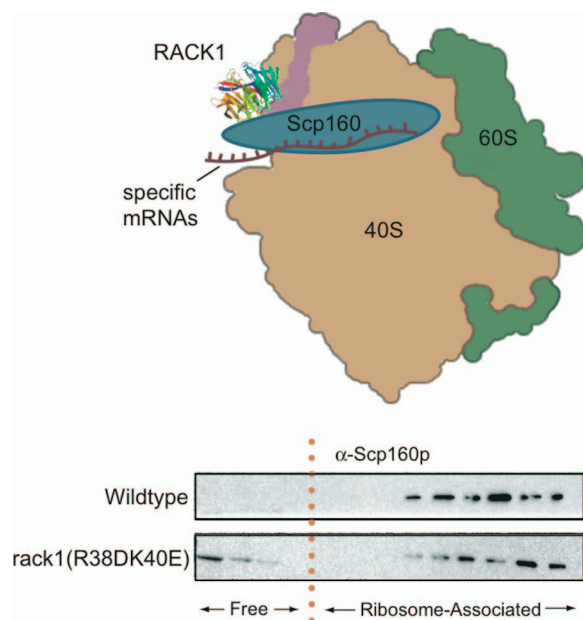 RACK1
Scp160
60S
specific
mRNAs
40S
α-Scp160p
Wildtype
rack1(R38DK40E)
Free
Ribosome-Associated